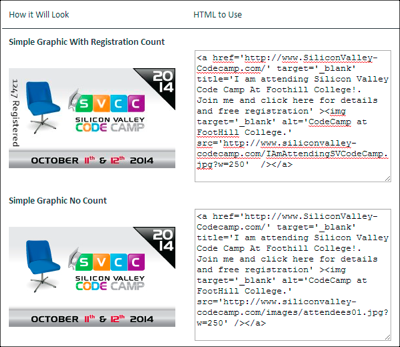 How it Will Look
HTML to Use
Simple Graphic With Registration Count
1247 Registered
2014
SVCC
SILICON VALLEY
CODE CAMP
OCTOBER 11th & 12th 2014
<a href='http://www.SiliconValley-
Codecamp.com/' target='_blank'
title='I am attending Silicon Valley
Code Camp At Foothill College!.
Join me and click here for details
and free registration' ><img
target='_blank' alt='CodeCamp at
FootHill College.'
src='http://www.siliconvalley-
codecamp.com/IAmAttendingSVCodeCamp.
jpg?w=250'  /></a>
Simple Graphic No Count
2014
SVCC
SILICON VALLEY
CODE CAMP
OCTOBER 11th & 12th 2014
<a href='http://www.SiliconValley-
Codecamp.com/' target='_blank'
title='I am attending Silicon Valley
Code Camp At Foothill College!.
Join me and click here for details
and free registration' ><img
target='_blank' alt='CodeCamp at
FootHill College.'
src='http://www.siliconvalley-
codecamp.com/images/attendees01.jpg?
w=250' /></a>